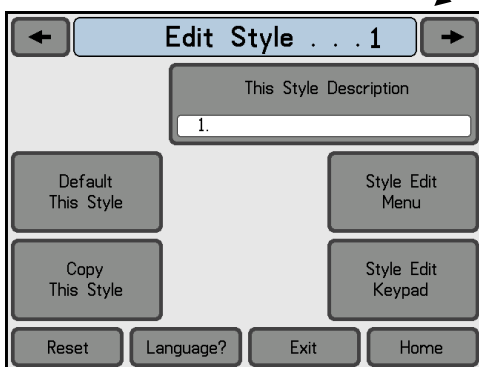 Edit Style . . .1
This Style Description
1.
Default
This Style
Style Edit
Menu
Copy
This Style
Style Edit
Keypad
Reset
Language?
Exit
Home